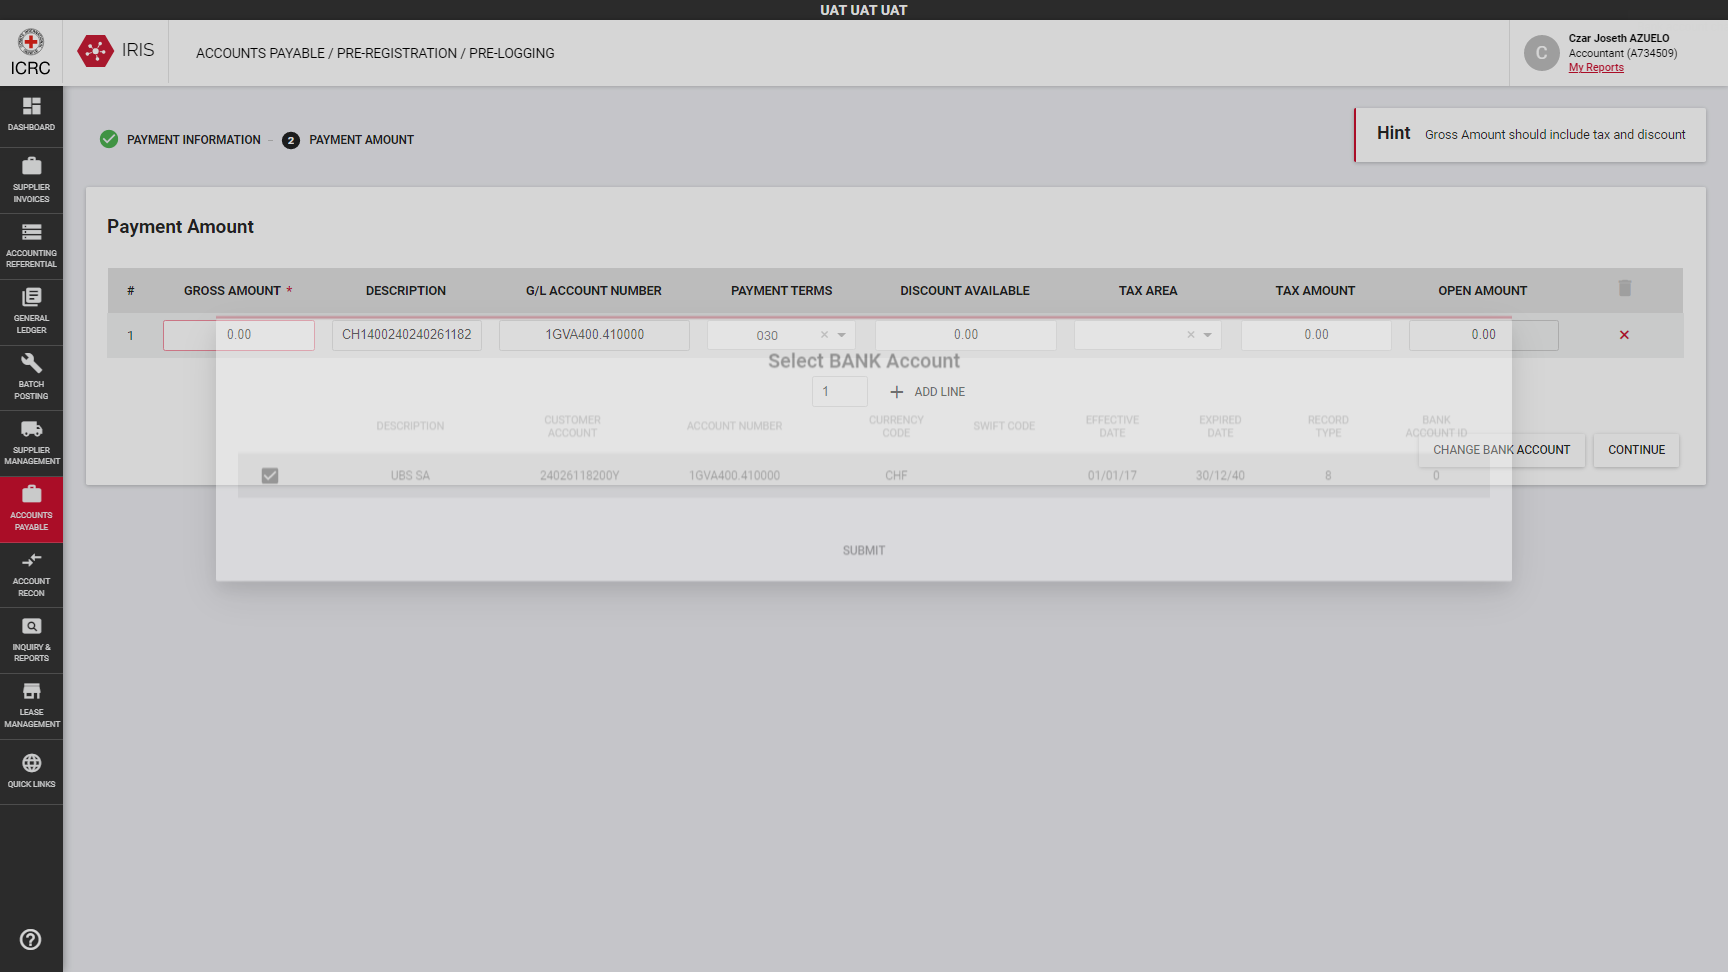 UAT UAT UAT
ICRC
IRIS
ACCOUNTS PAYABLE / PRE-REGISTRATION / PRE-LOGGING
C
Czar Joseth AZUELO
Accountant (A734509)
My Reports
DASHBOARD
SUPPLIER
INVOICES
ACCOUNTING
REFERENTIAL
GENERAL
LEDGER
BATCH
POSTING
SUPPLIER
MANAGEMENT
ACCOUNTS
PAYABLE
ACCOUNT
RECON
INQUIRY &
REPORTS
LEASE
MANAGEMENT
QUICK LINKS
PAYMENT INFORMATION - 2 PAYMENT AMOUNT
Hint Gross Amount should include tax and discount
Payment Amount
# GROSS AMOUNT * DESCRIPTION G/L ACCOUNT NUMBER PAYMENT TERMS DISCOUNT AVAILABLE TAX AREA TAX AMOUNT OPEN AMOUNT
1 0.00 CH1400240240261182 1GVA400.410000 030 0.00 0.00 0.00
Select BANK Account
1 ADD LINE
DESCRIPTION CUSTOMER ACCOUNT ACCOUNT NUMBER CURRENCY CODE SWIFT CODE EFFECTIVE DATE EXPIRED DATE RECORD TYPE BANK ACCOUNT ID
CHANGE BANK ACCOUNT CONTINUE
UBS SA 24026118200Y 1GVA400.410000 CHF 01/01/17 30/12/40 8 0
SUBMIT